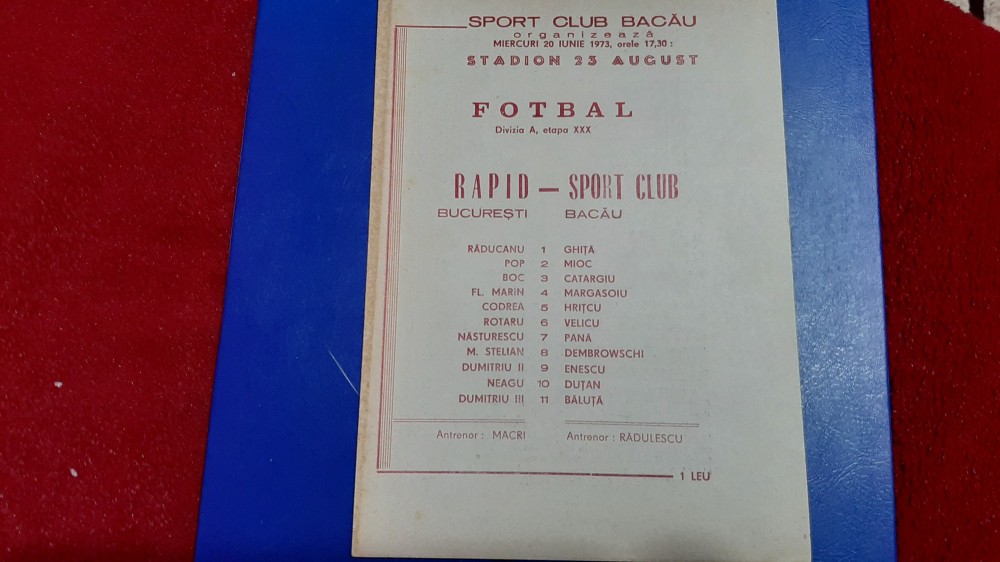 SPORT CLUB BACĂU
organizează
MIERCURI 20 IUNIE 1973, orele 17,30 :
STADION 23 AUGUST
FOTBAL
Divizia A, etapa XXX
RAPID — SPORT CLUB
BUCUREȘTI BACĂU
RĂDUCANU 1 GHIȚĂ
POP 2 MIOC
BOC 3 CATARGIU
FL. MARIN 4 MARGASOIU
CODREA 5 HRIȚCU
ROTARU 6 VELICU
NĂSTURESCU 7 PANĂ
M. STELIAN 8 DEMBROWSCHI
DUMITRIU II 9 ENESCU
NEAGU 10 DUȚAN
DUMITRIU III 11 BĂLUȚĂ
Antrenor : MACRI Antrenor : RĂDULESCU
1 LEU